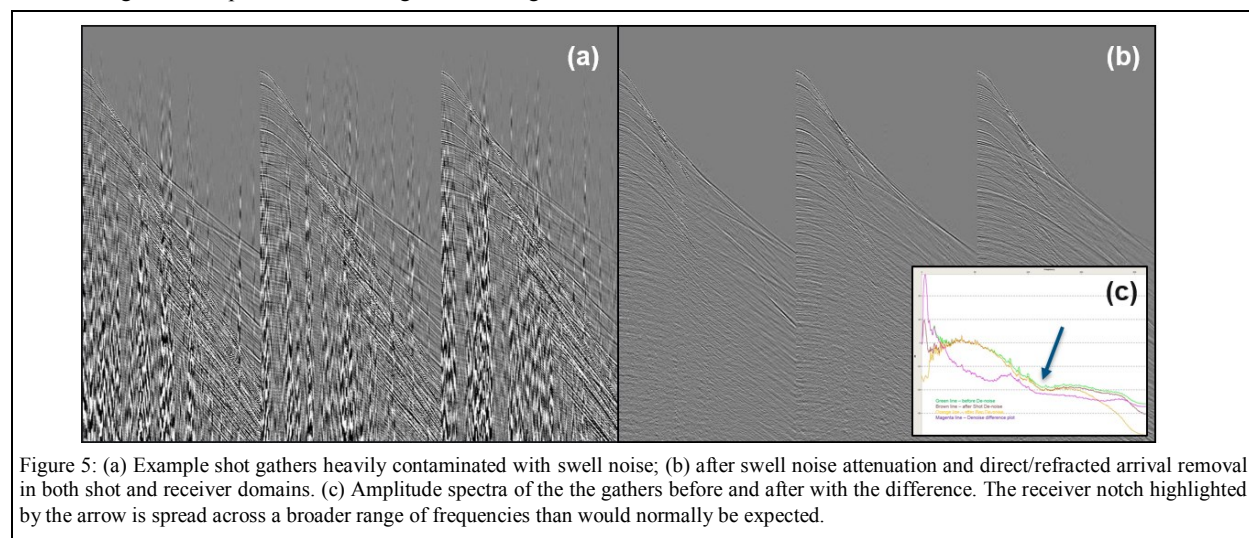 (a)
(b)
(c)
Green line – before De-noise
Brown line – after Shot De-noise
Magenta line – Denoise difference plot
Figure 5: (a) Example shot gathers heavily contaminated with swell noise; (b) after swell noise attenuation and direct/refracted arrival removal
in both shot and receiver domains. (c) Amplitude spectra of the the gathers before and after with the difference. The receiver notch highlighted
by the arrow is spread across a broader range of frequencies than would normally be expected.